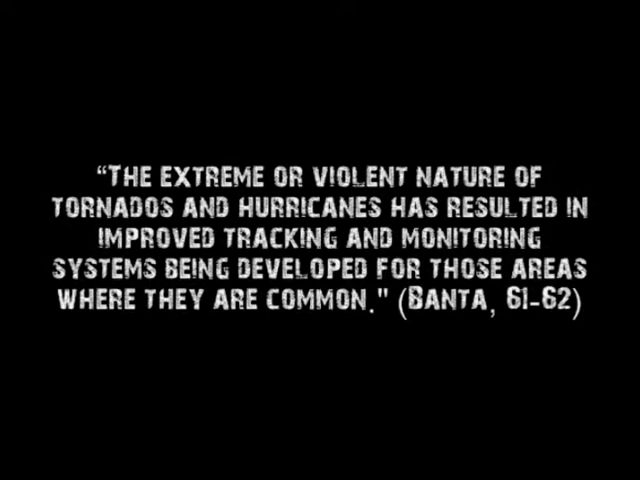 “The extreme or violent nature of
tornados and hurricanes has resulted in
improved tracking and monitoring
systems being developed for those areas
where they are common." (Banta, 61-62)